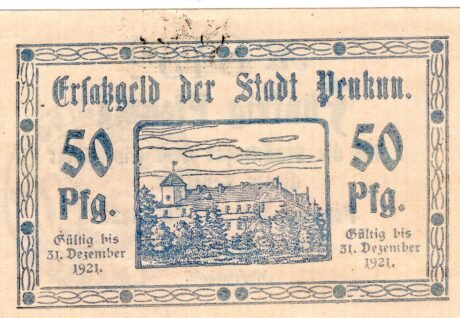 Ersatzgeld der Stadt Penkun.
50
Pfg.
Gültig bis
31. Dezember
1921.
50
Pfg.
Gültig bis
31. Dezember
1921.